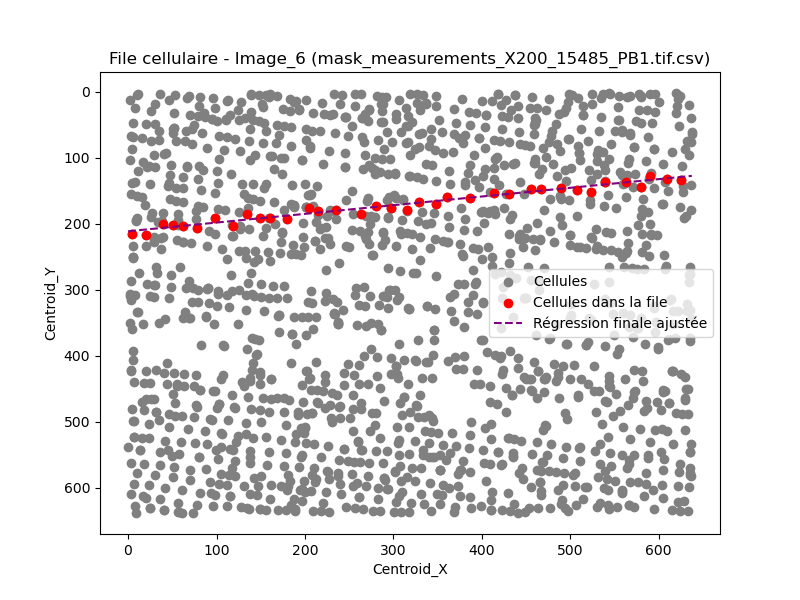 File cellulaire - Image_6 (mask_measurements_X200_15485_PB1.tif.csv)
0
100
200
300
400
500
600
Centroid_Y
Cellules
Cellules dans la file
Régression finale ajustée
0 100 200 300 400 500 600
Centroid_X